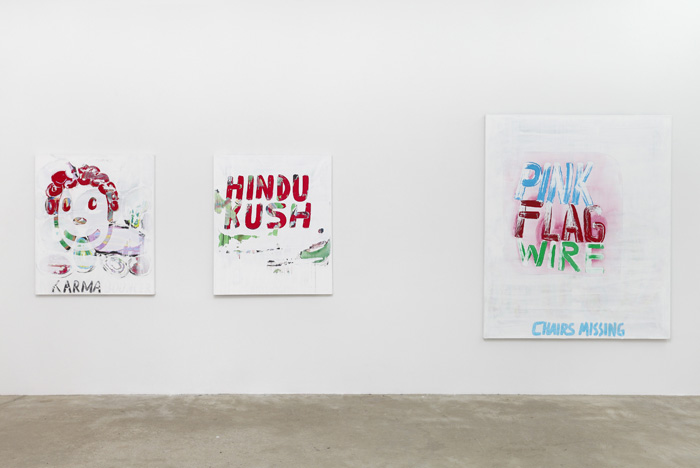 KARMA
HINDU
KUSH
PINK
FLAG
WIRE
CHAIRS MISSING